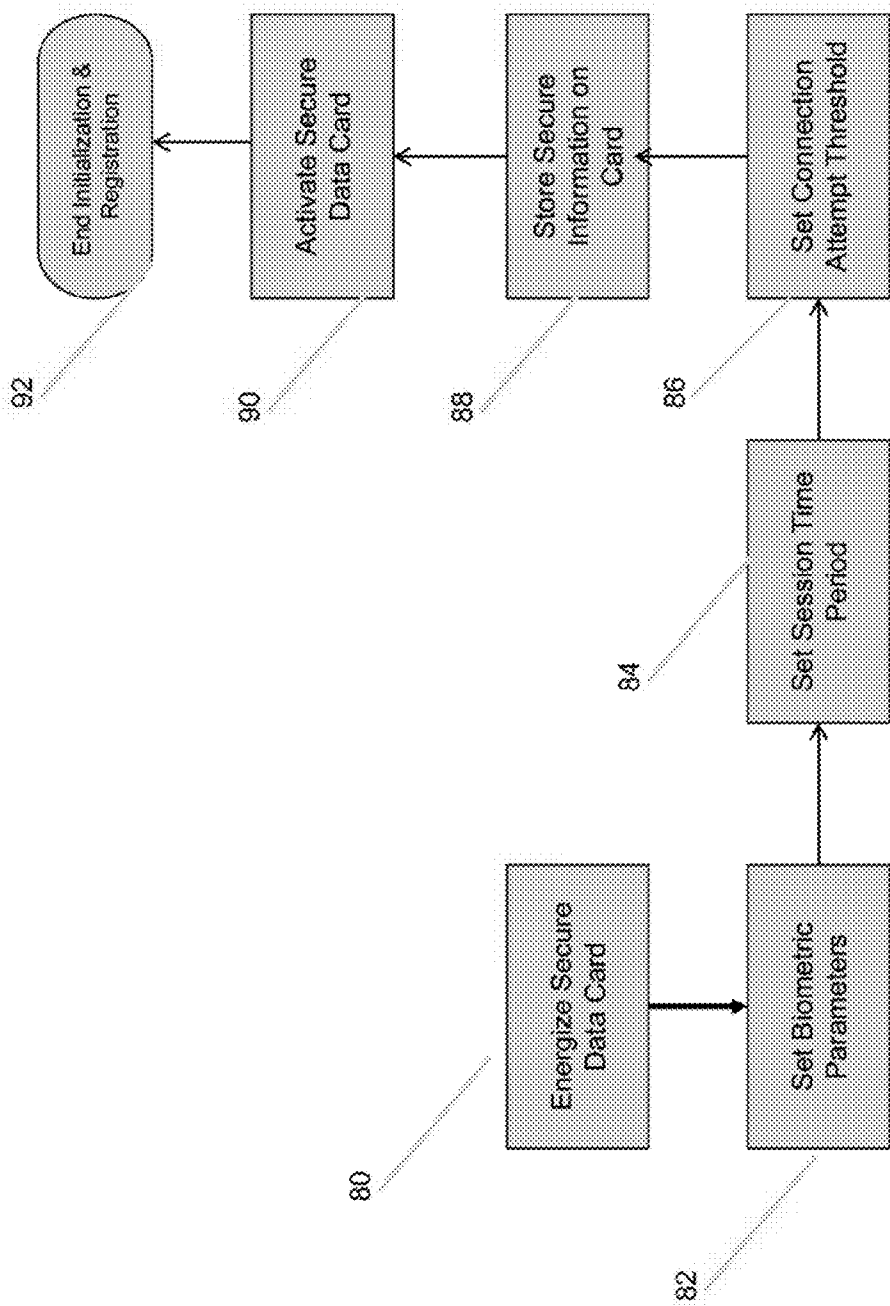 80
Energize Secure
Data Card
82
Set Biometric
Parameters
84
Set Session Time
Period
86
Set Connection
Attempt Threshold
88
Store Secure
Information on
Card
90
Activate Secure
Data Card
92
End Initialization &
Registration